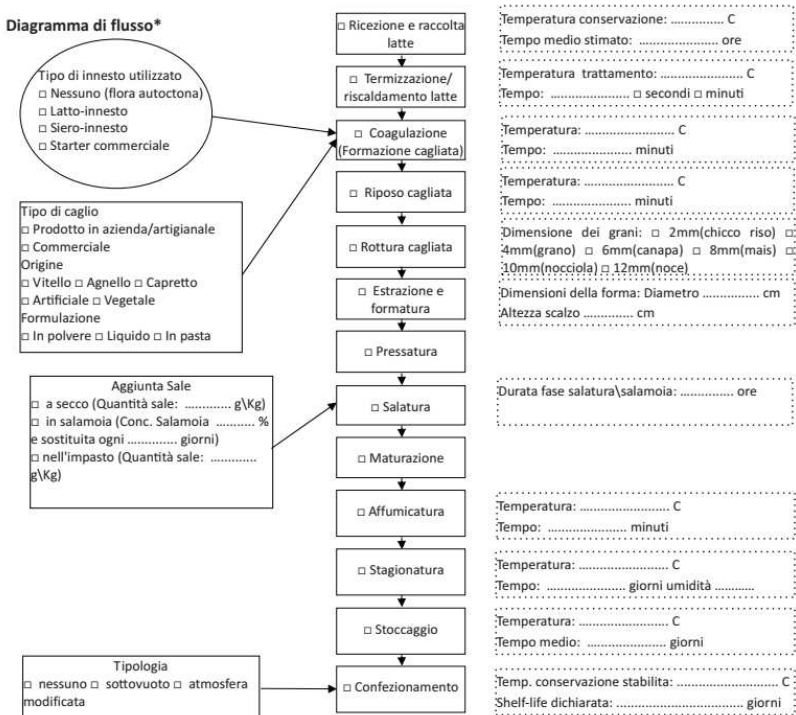 Diagramma di flusso*
□ Ricezione e raccolta
latte
Temperatura conservazione: ............... C
Tempo medio stimato: ...................... ore
Tipo di innesto utilizzato
□ Nessuno (flora autoctona)
□ Latto-innesto
□ Siero-innesto
□ Starter commerciale
□ Termizzazione/
riscaldamento latte
Temperatura trattamento: ....................... C
Tempo: ...................... □ secondi □ minuti
□ Coagulazione
(Formazione cagliata)
Temperatura: ......................... C
Tempo: ...................... minuti
□ Riposo cagliata
Temperatura: ......................... C
Tempo: ...................... minuti
Tipo di caglio
□ Prodotto in azienda/artigianale
□ Commerciale
Origine
□ Vitello □ Agnello □ Capretto
□ Artificiale □ Vegetale
Formulazione
□ In polvere □ Liquido □ In pasta
□ Rottura cagliata
Dimensione dei grani: □ 2mm(chicco riso) □
4mm(grano) □ 6mm(canapa) □ 8mm(mais) □
10mm(nocciola) □ 12mm(noce)
□ Estrazione e
formatura
Dimensioni della forma: Diametro ................ cm
Altezza scalzo .............. cm
□ Pressatura
Aggiunta Sale
□ a secco (Quantità sale: ............. g\Kg)
□ in salamoia (Conc. Salamoia ........... %
e sostituita ogni .............. giorni)
□ nell'impasto (Quantità sale: .............
g\Kg)
□ Salatura
Durata fase salatura\salamoia: ............... ore
□ Maturazione
□ Affumicatura
Temperatura: ......................... C
Tempo: ...................... minuti
□ Stagionatura
Temperatura: ......................... C
Tempo: ...................... giorni umidità ...........
□ Stoccaggio
Temperatura: ......................... C
Tempo medio: ...................... giorni
Tipologia
□ nessuno □ sottovuoto □ atmosfera
modificata
□ Confezionamento
Temp. conservazione stabilita: ............................ C
Shelf-life dichiarata: ................................... giorni